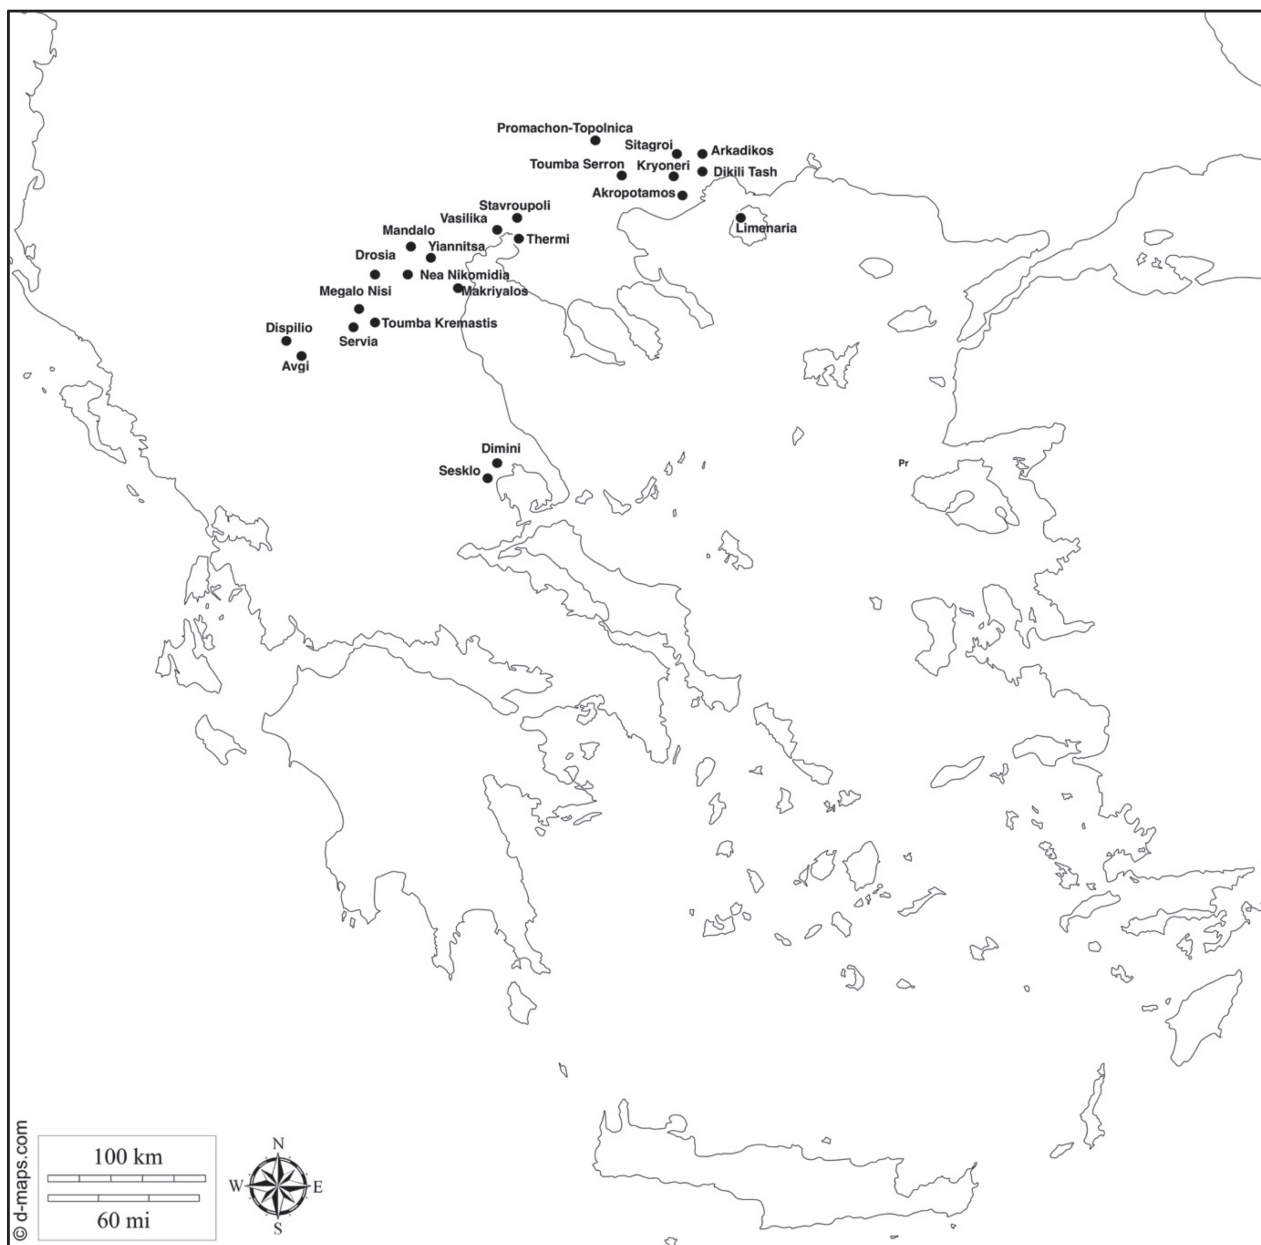 Promachon-Topolnica
Sitagroi
Arkadikos
Toumba Serron
Kryoneri
Dikili Tash
Akropotamos
Stavroupoli
Vasilika
Limenaria
Mandalo
Thermi
Yiannitsa
Drosia
Nea Nikomidia
Megalo Nisi
Makriyalos
Toumba Kremastis
Dispilio
Servia
Avgi
Dimini
Sesklo
Pr
© d-maps.com
100 km
60 mi
N
W
E
S